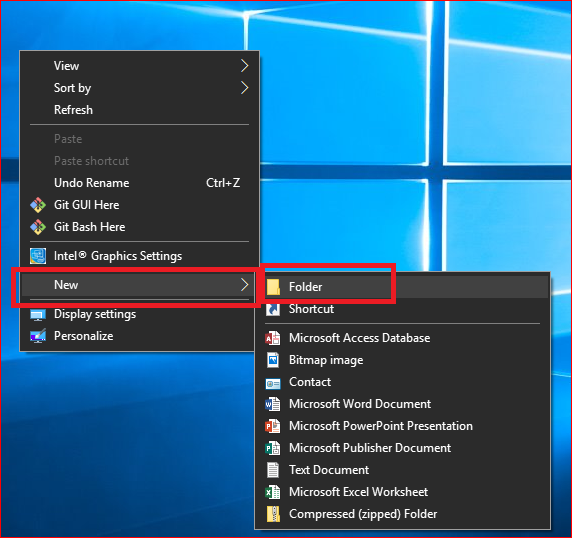 View
Sort by
Refresh
Paste
Paste shortcut
Undo Rename Ctrl+Z
Git GUI Here
Git Bash Here
Intel® Graphics Settings
New
Display settings
Personalize
Folder
Shortcut
Microsoft Access Database
Bitmap image
Contact
Microsoft Word Document
Microsoft PowerPoint Presentation
Microsoft Publisher Document
Text Document
Microsoft Excel Worksheet
Compressed (zipped) Folder